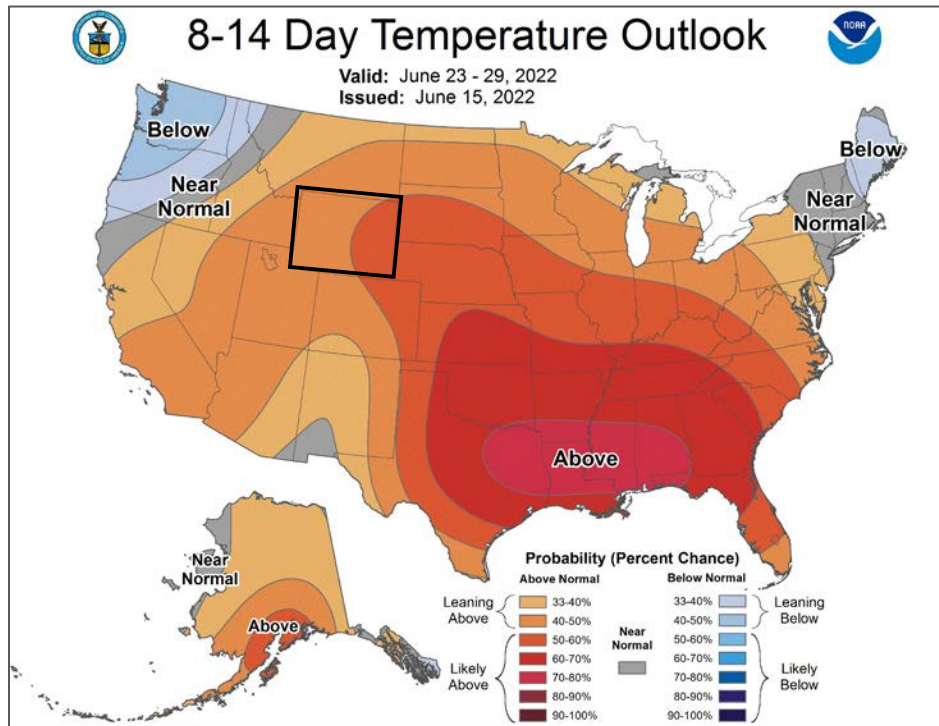 8-14 Day Temperature Outlook
NOAA
Valid: June 23 - 29, 2022
Issued: June 15, 2022
Below
Near
Normal
Below
Near
Normal
Above
Near
Normal
Above
Probability (Percent Chance)
Above Normal
Below Normal
Leaning
Above
33-40%
40-50%
Likely
Above
50-60%
60-70%
70-80%
80-90%
90-100%
Near
Normal
33-40%
40-50%
Leaning
Below
50-60%
60-70%
70-80%
80-90%
90-100%
Likely
Below